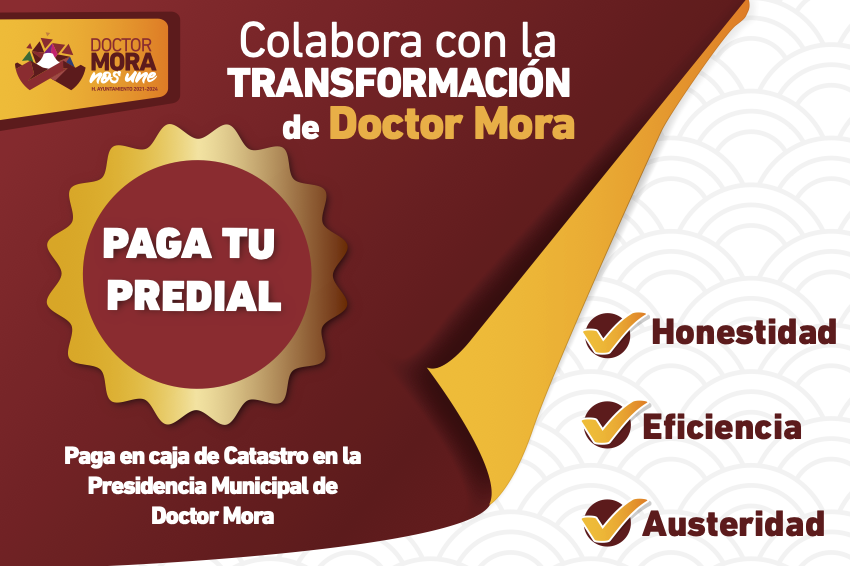 DOCTOR
MORA
nos une
H. AYUNTAMIENTO 2021-2024
Colabora con la
TRANSFORMACIÓN
de Doctor Mora
PAGA TU
PREDIAL
Paga en caja de Catastro en la
Presidencia Municipal de
Doctor Mora
Honestidad
Eficiencia
Austeridad